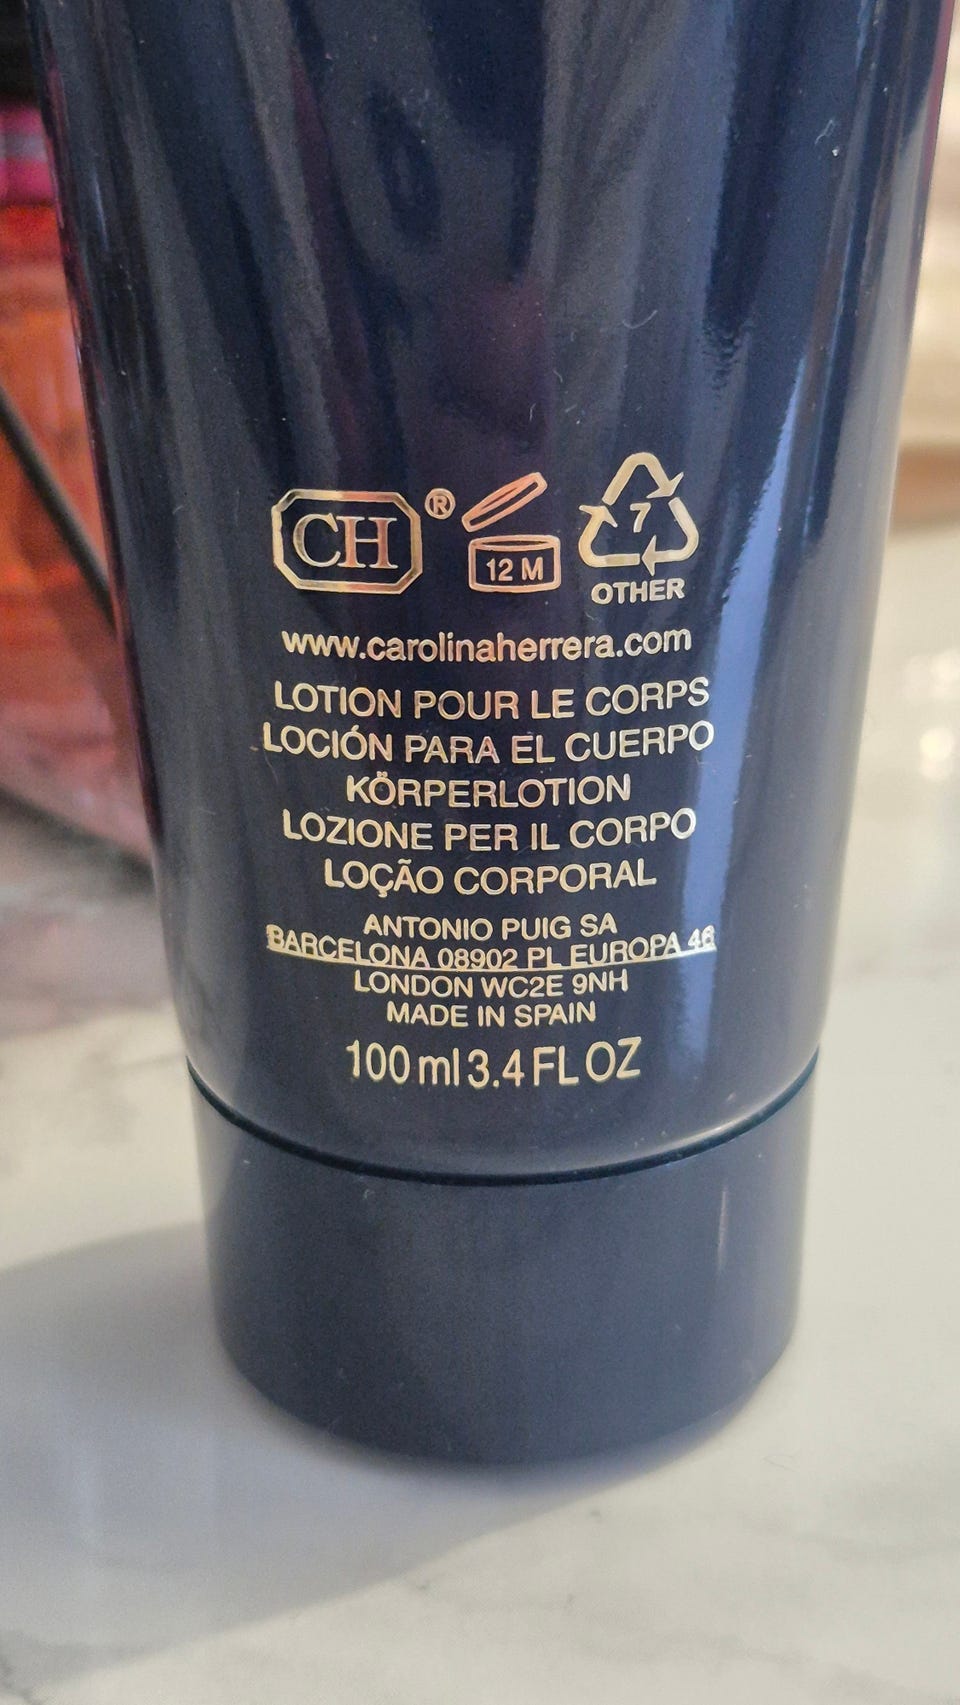 CH ® 12 M 7
OTHER
www.carolinaherrera.com
LOTION POUR LE CORPS
LOCIÓN PARA EL CUERPO
KÖRPERLOTION
LOZIONE PER IL CORPO
LOÇÃO CORPORAL
ANTONIO PUIG SA
BARCELONA 08902 PL EUROPA 46
LONDON WC2E 9NH
MADE IN SPAIN
100 ml 3.4 FL OZ